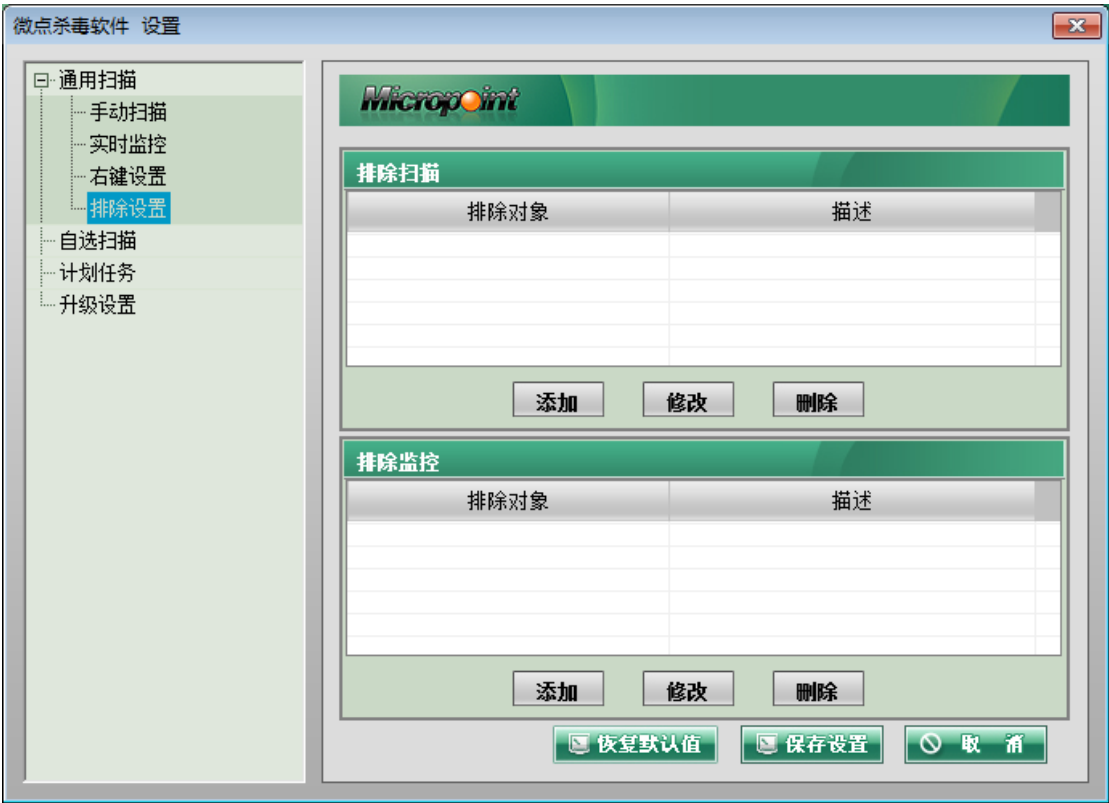 微点杀毒软件 设置
通用扫描
手动扫描
实时监控
右键设置
排除设置
自选扫描
计划任务
升级设置
Micropoint
排除扫描
排除对象 描述
添加 修改 删除
排除监控
排除对象 描述
添加 修改 删除
恢复默认值 保存设置 取 消